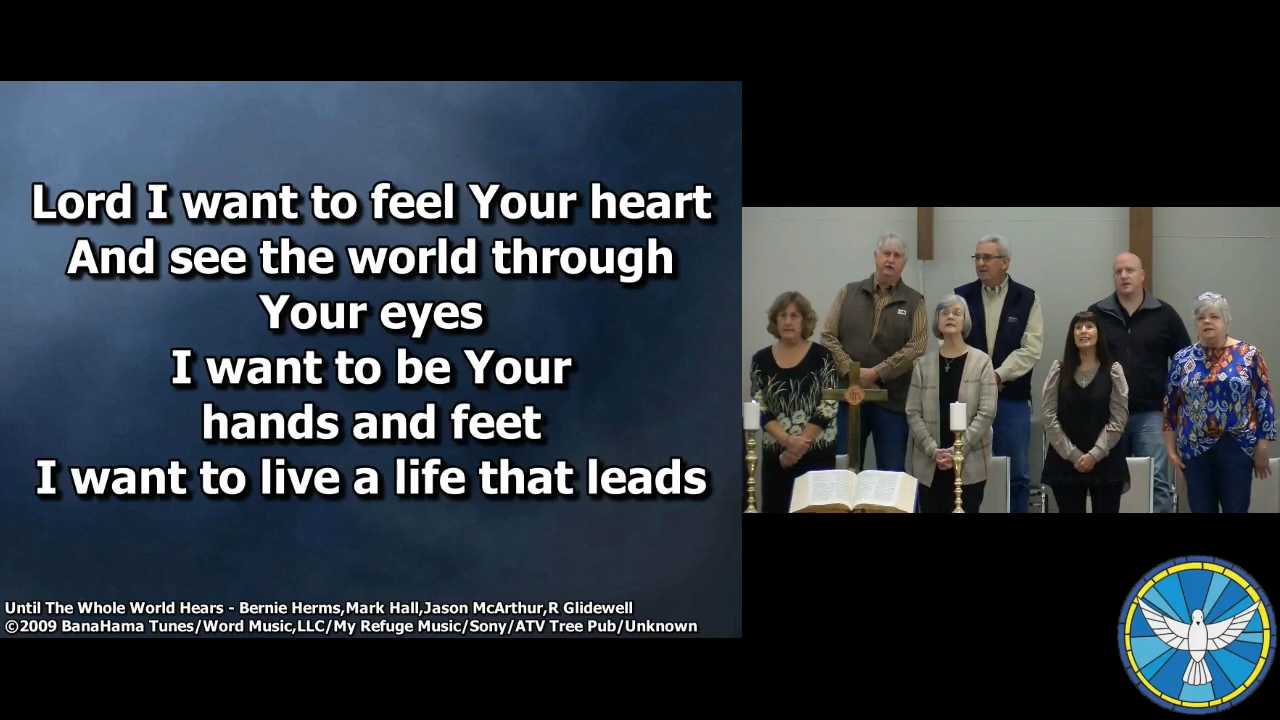 Lord I want to feel Your heart
And see the world through
Your eyes
I want to be Your
hands and feet
I want to live a life that leads
Until The Whole World Hears - Bernie Herms,Mark Hall,Jason McArthur,R Glidewell
©2009 BanaHama Tunes/Word Music,LLC/My Refuge Music/Sony/ATV Tree Pub/Unknown